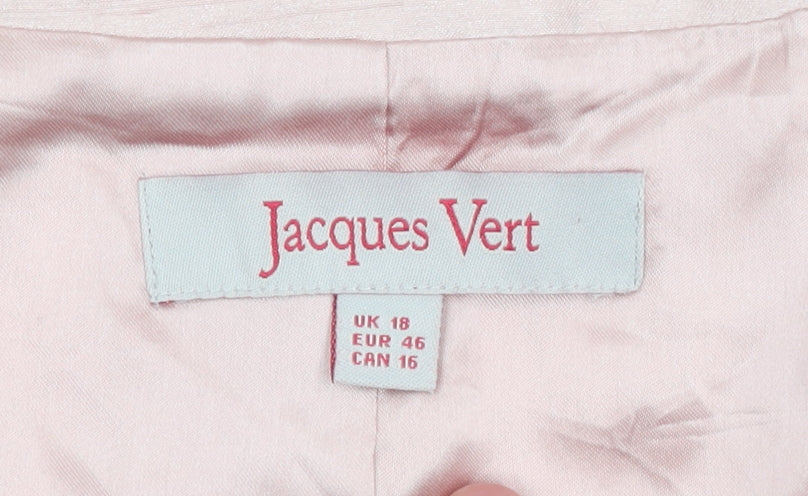 Jacques Vert
UK 18
EUR 46
CAN 16